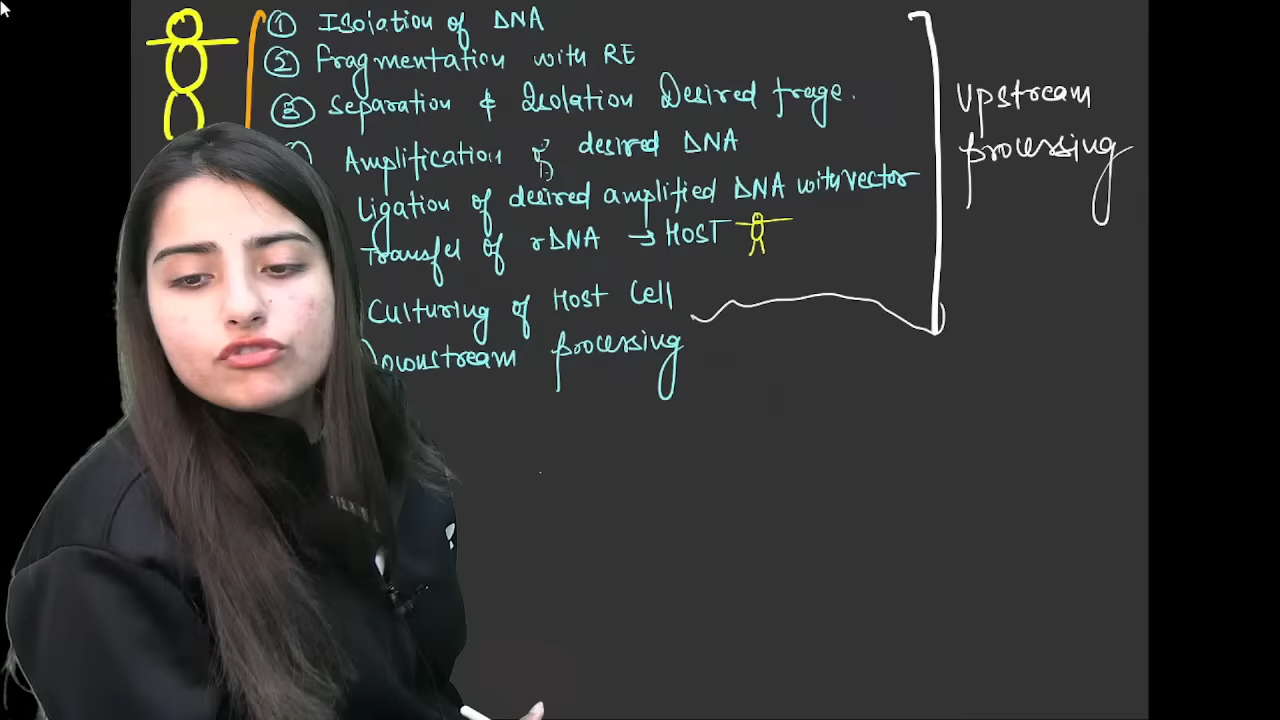 ① Isolation of DNA
② Fragmentation with RE
③ Separation & Isolation Desired frage.
Amplification of desired DNA
Ligation of desired amplified DNA with vector
Transfer of rDNA → HOST
Culturing of Host Cell
Downstream processing
Upstream
processing